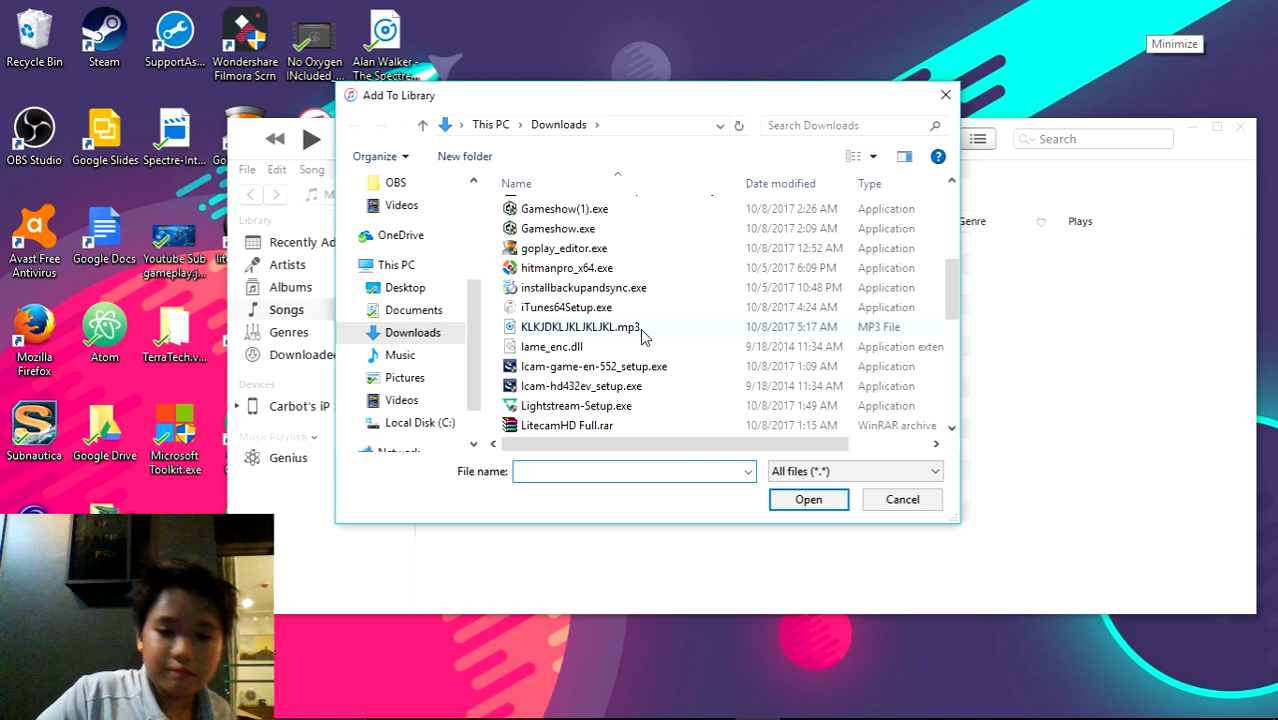 Recycle Bin
Steam
SupportAs...
Wondershare Filmora Scrn
No Oxygen INcluded_...
Alan Walker - The Spectre...
Minimize
OBS Studio
Google Slides
Spectre-Int...
Avast Free Antivirus
Google Docs
Youtube Sub gameplay.j...
Mozilla Firefox
Atom
TerraTech.v...
Subnautica
Google Drive
Microsoft Toolkit.exe
File Edit Song
Library
Recently Ad
Artists
Albums
Songs
Genres
Downloade
Devices
Carbot's iP
Music Playlists
Genius
Search
Genre Plays
Add To Library
This PC > Downloads >
Search Downloads
Organize
New folder
OBS
Videos
OneDrive
This PC
Desktop
Documents
Downloads
Music
Pictures
Videos
Local Disk (C:)
Network
Name Date modified Type
Gameshow(1).exe 10/8/2017 2:26 AM Application
Gameshow.exe 10/8/2017 2:09 AM Application
goplay_editor.exe 10/8/2017 12:52 AM Application
hitmanpro_x64.exe 10/5/2017 6:09 PM Application
installbackupandsync.exe 10/5/2017 10:48 PM Application
iTunes64Setup.exe 10/8/2017 4:24 AM Application
KLKJDKLJKLJKLJKL.mp3 10/8/2017 5:17 AM MP3 File
lame_enc.dll 9/18/2014 11:34 AM Application exten
lcam-game-en-552_setup.exe 10/8/2017 1:09 AM Application
lcam-hd432ev_setup.exe 9/18/2014 11:34 AM Application
Lightstream-Setup.exe 10/8/2017 1:49 AM Application
LitecamHD Full.rar 10/8/2017 1:15 AM WinRAR archive
File name:
All files (*.*)
Open
Cancel